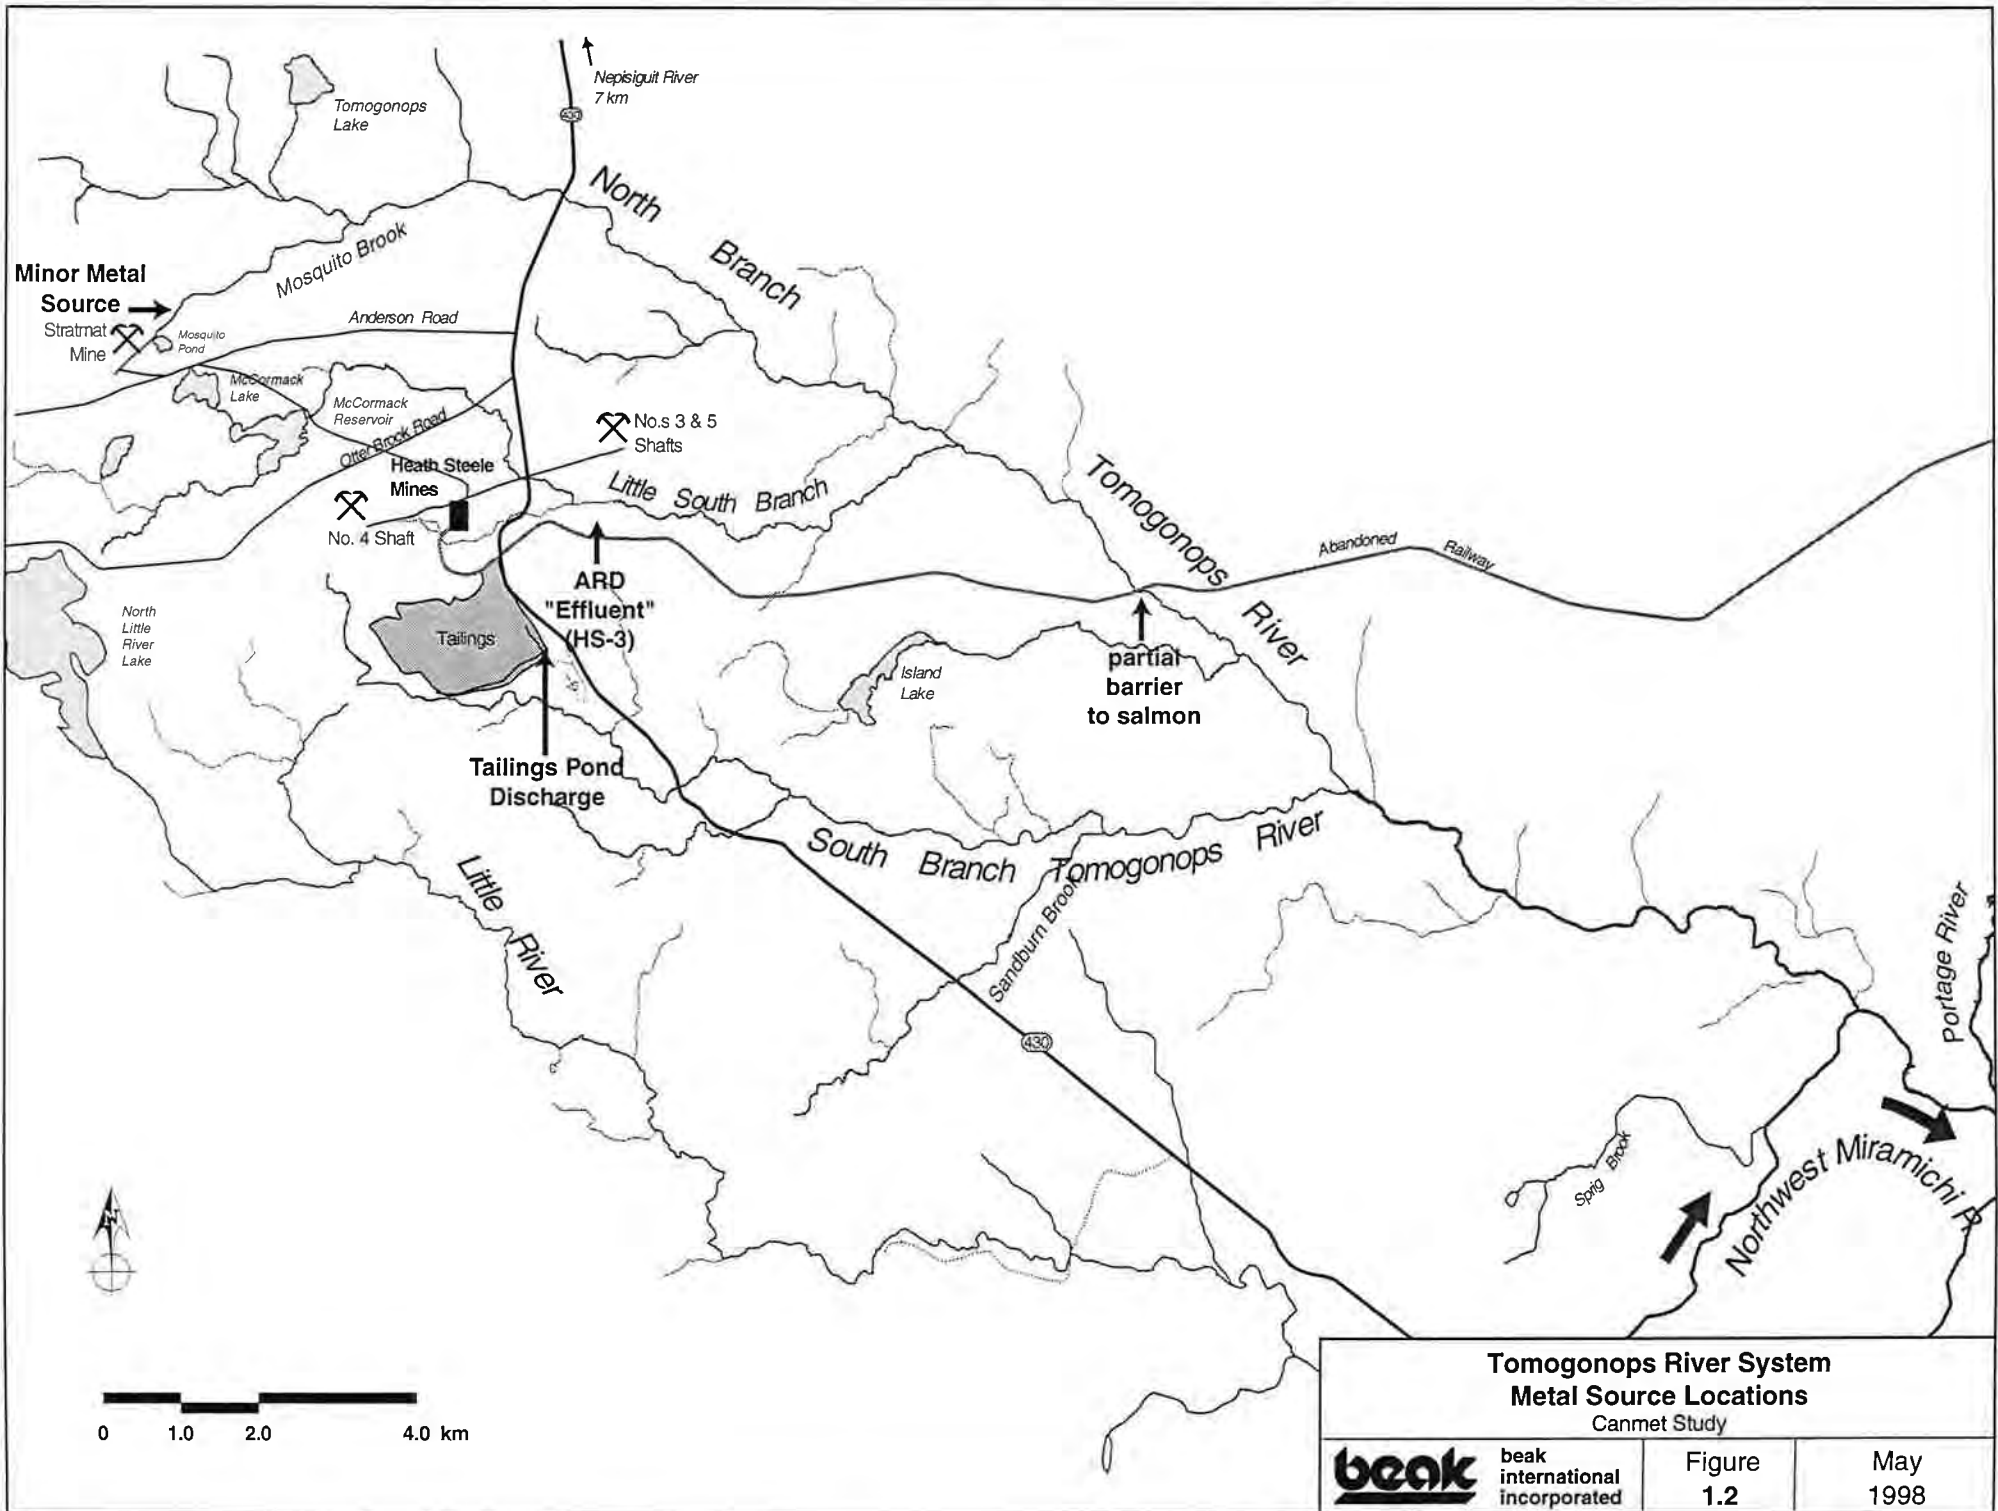 Nepisiguit River
7 km
430
Tomogonops
Lake
North
Branch
Mosquito Brook
Minor Metal
Source
Stratmat
Mine
Mosquito
Pond
Anderson Road
McCormack
Lake
McCormack
Reservoir
Otter Brock Road
No.s 3 & 5
Shafts
Heath Steele
Mines
Little South Branch
No. 4 Shaft
Tomogonops
River
Abandoned Railway
ARD
"Effluent"
(HS-3)
North
Little
River
Lake
Tailings
Island
Lake
partial
barrier
to salmon
Tailings Pond
Discharge
South Branch Tomogonops River
Little
River
Sandburn Brook
430
Portage River
Sprig Brook
Northwest Miramichi R.
N
0 1.0 2.0 4.0 km
Tomogonops River System
Metal Source Locations
Canmet Study
beak
beak
international
incorporated
Figure
1.2
May
1998